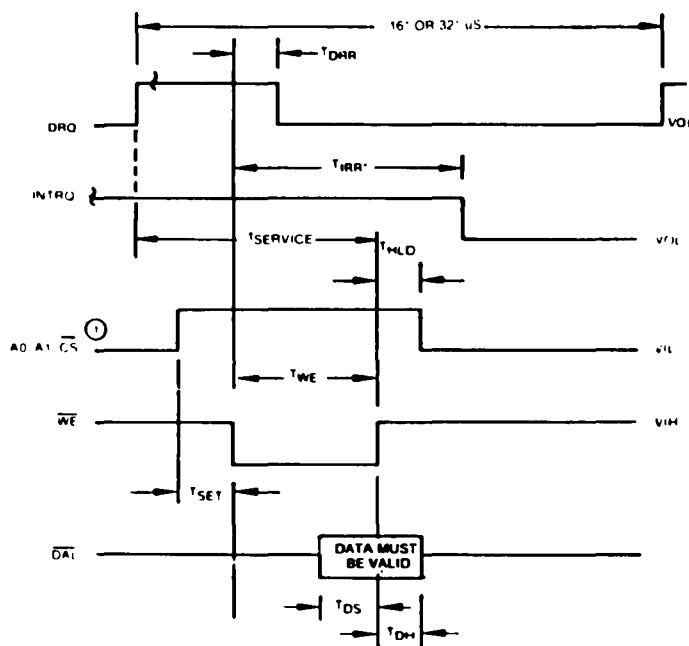 16* OR 32* uS
TDRR
DRQ
TIRR*
INTRQ
VOL
TSERVICE
THLD
1
A0 A1 CS
VIL
TWE
WE
VIH
TSET
DAL
DATA MUST
BE VALID
TDS
TDH